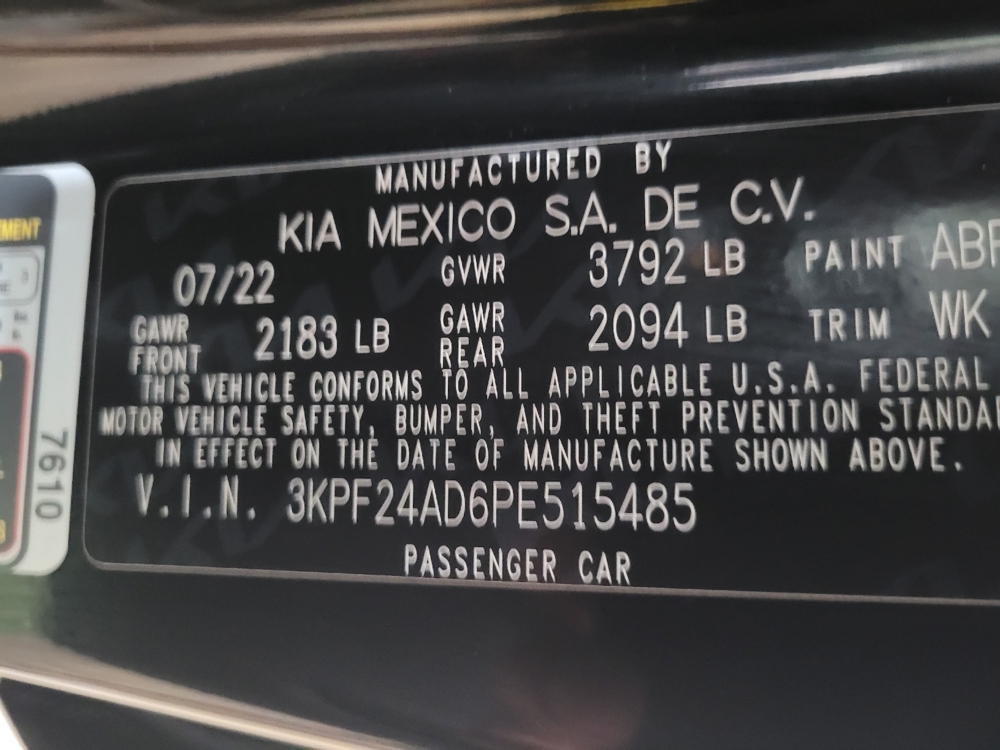 MANUFACTURED BY
KIA MEXICO S.A. DE C.V.
07/22 GVWR 3792 LB PAINT
GAWR FRONT 2183 LB GAWR REAR 2094 LB TRIM WK
THIS VEHICLE CONFORMS TO ALL APPLICABLE U.S.A. FEDERAL
MOTOR VEHICLE SAFETY, BUMPER, AND THEFT PREVENTION
IN EFFECT ON THE DATE OF MANUFACTURE SHOWN ABOVE.
V.I.N. 3KPF24AD6PE515485
PASSENGER CAR
7610